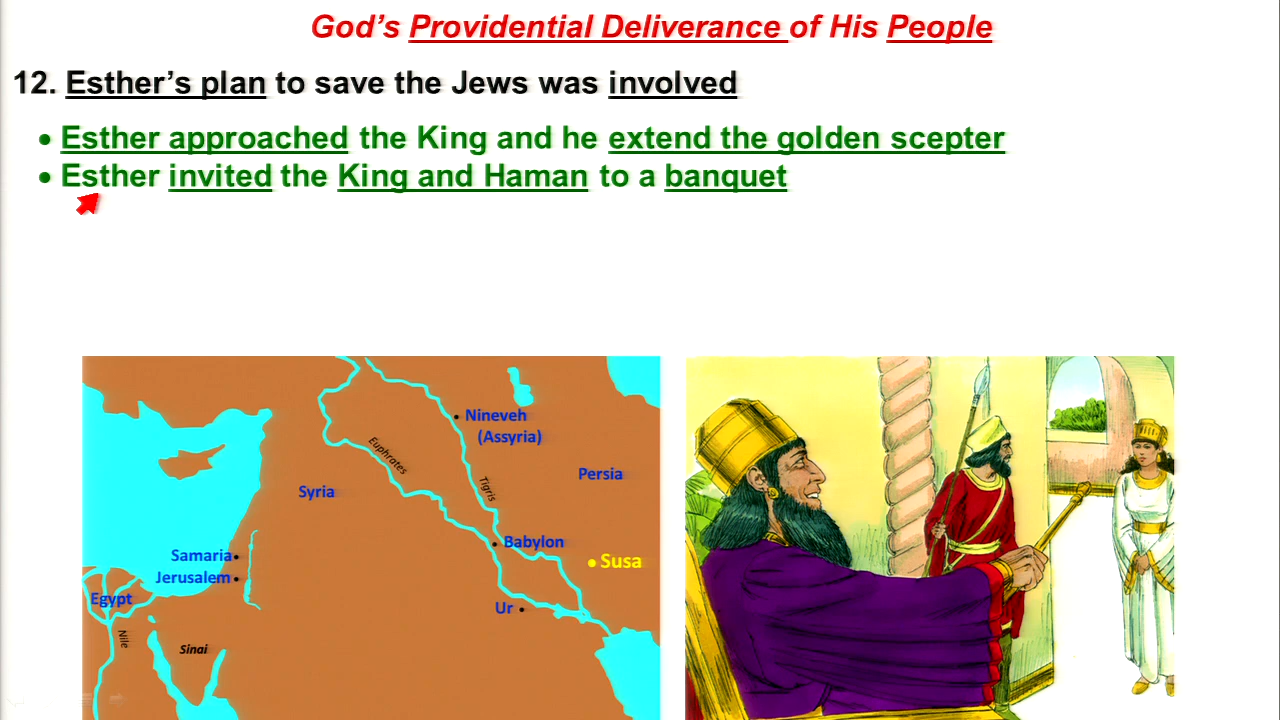 God's Providential Deliverance of His People
12. Esther's plan to save the Jews was involved
• Esther approached the King and he extend the golden scepter
• Esther invited the King and Haman to a banquet
Nineveh
(Assyria)
Euphrates
Tigris
Persia
Syria
Babylon
Susa
Samaria
Jerusalem
Egypt
Ur
Nile
Sinai